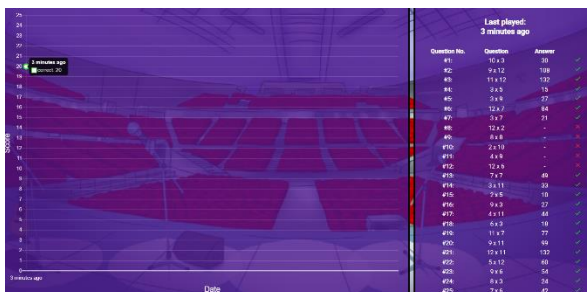 25
24
23
22
21
20
19
18
17
16
15
14
13
12
11
10
9
8
7
6
5
4
3
2
1
0
Score
3 minutes ago
correct: 20
3 minutes ago
Date
Last played:
3 minutes ago
Question No. Question Answer
#1: 10 x 3 30
#2: 9 x 12 108
#3: 11 x 12 132
#4: 3 x 5 15
#5: 3 x 9 27
#6: 12 x 7 84
#7: 3 x 7 21
#8: 12 x 2 -
#9: 8 x 8 -
#10: 2 x 10 -
#11: 4 x 9 -
#12: 12 x 6 -
#13: 7 x 7 49
#14: 3 x 11 33
#15: 2 x 5 10
#16: 9 x 3 27
#17: 4 x 11 44
#18: 6 x 3 18
#19: 11 x 7 77
#20: 9 x 11 99
#21: 12 x 11 132
#22: 5 x 12 60
#23: 9 x 6 54
#24: 8 x 3 24
#25: 7 x 6 42